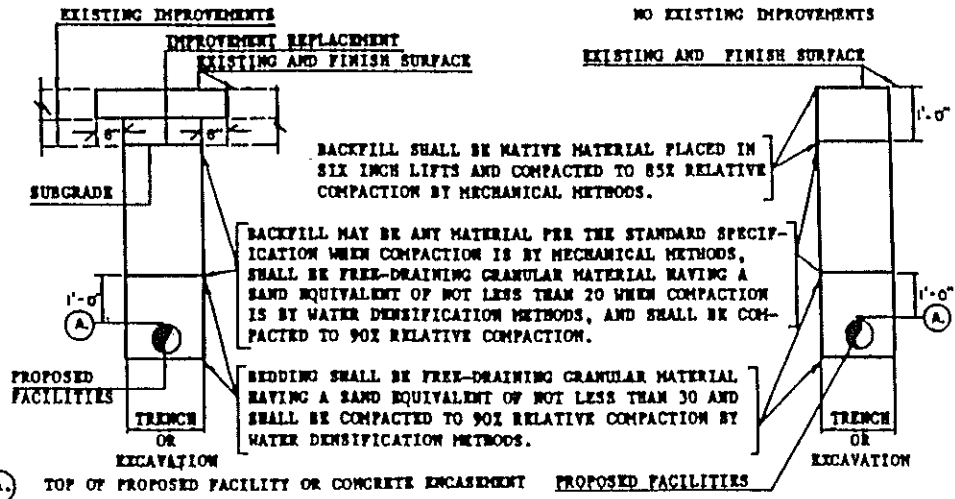 EXISTING IMPROVEMENTS
NO EXISTING IMPROVEMENTS
IMPROVEMENT REPLACEMENT
EXISTING AND FINISH SURFACE
EXISTING AND FINISH SURFACE
6"
6"
1'-0"
BACKFILL SHALL BE NATIVE MATERIAL PLACED IN
SIX INCH LIFTS AND COMPACTED TO 85% RELATIVE
COMPACTION BY MECHANICAL METHODS.
SUBGRADE
BACKFILL MAY BE ANY MATERIAL PER THE STANDARD SPECIF-
ICATION WHEN COMPACTION IS BY MECHANICAL METHODS,
SHALL BE FREE-DRAINING GRANULAR MATERIAL HAVING A
SAND EQUIVALENT OF NOT LESS THAN 20 WHEN COMPACTION
IS BY WATER DENSIFICATION METHODS, AND SHALL BE COM-
PACTED TO 90% RELATIVE COMPACTION.
1'-0"
A.
1'-0"
A.
PROPOSED
FACILITIES
BEDDING SHALL BE FREE-DRAINING GRANULAR MATERIAL
HAVING A SAND EQUIVALENT OF NOT LESS THAN 30 AND
SHALL BE COMPACTED TO 90% RELATIVE COMPACTION BY
WATER DENSIFICATION METHODS.
TRENCH
OR
EXCAVATION
TRENCH
OR
EXCAVATION
A. TOP OF PROPOSED FACILITY OR CONCRETE ENCASEMENT
PROPOSED FACILITIES